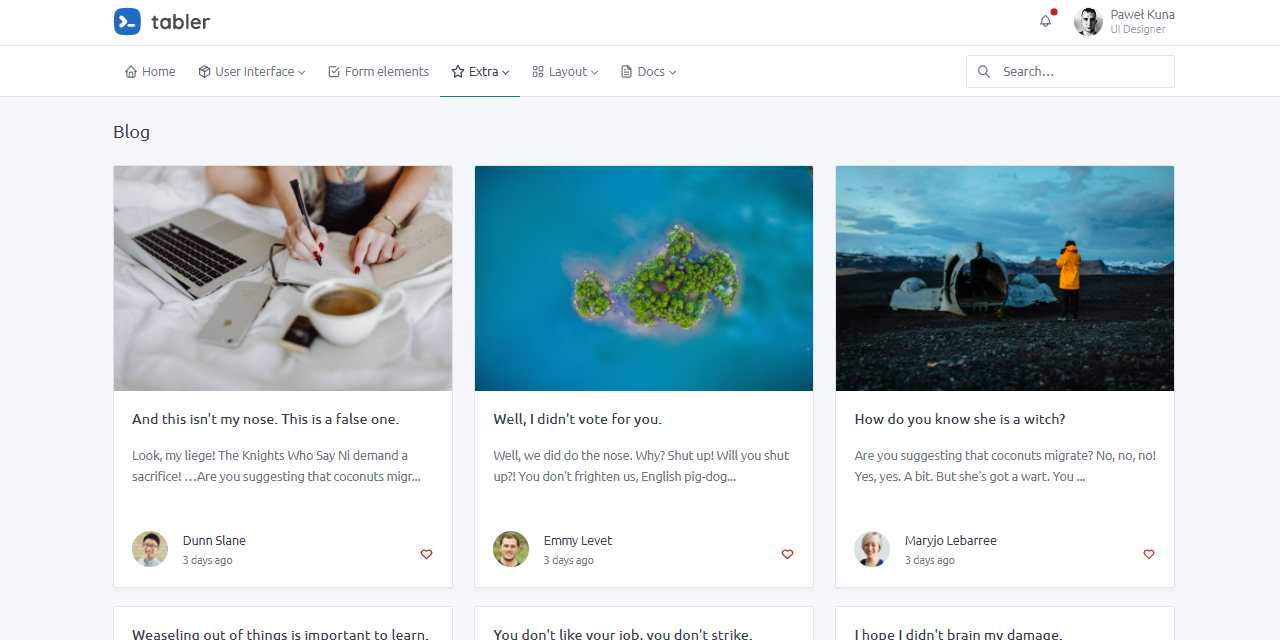 tabler
Paweł Kuna
UI Designer
Home
User Interface
Form elements
Extra
Layout
Docs
Search…
Blog
And this isn't my nose. This is a false one.
Look, my liege! The Knights Who Say Ni demand a
sacrifice! …Are you suggesting that coconuts migr...
Dunn Slane
3 days ago
Well, I didn't vote for you.
Well, we did do the nose. Why? Shut up! Will you shut
up?! You don't frighten us, English pig-dog...
Emmy Levet
3 days ago
How do you know she is a witch?
Are you suggesting that coconuts migrate? No, no, no!
Yes, yes. A bit. But she's got a wart. You ...
Maryjo Lebarree
3 days ago
Weaseling out of things is important to learn.
You don't like your job, you don't strike.
I hope I didn't brain my damage.